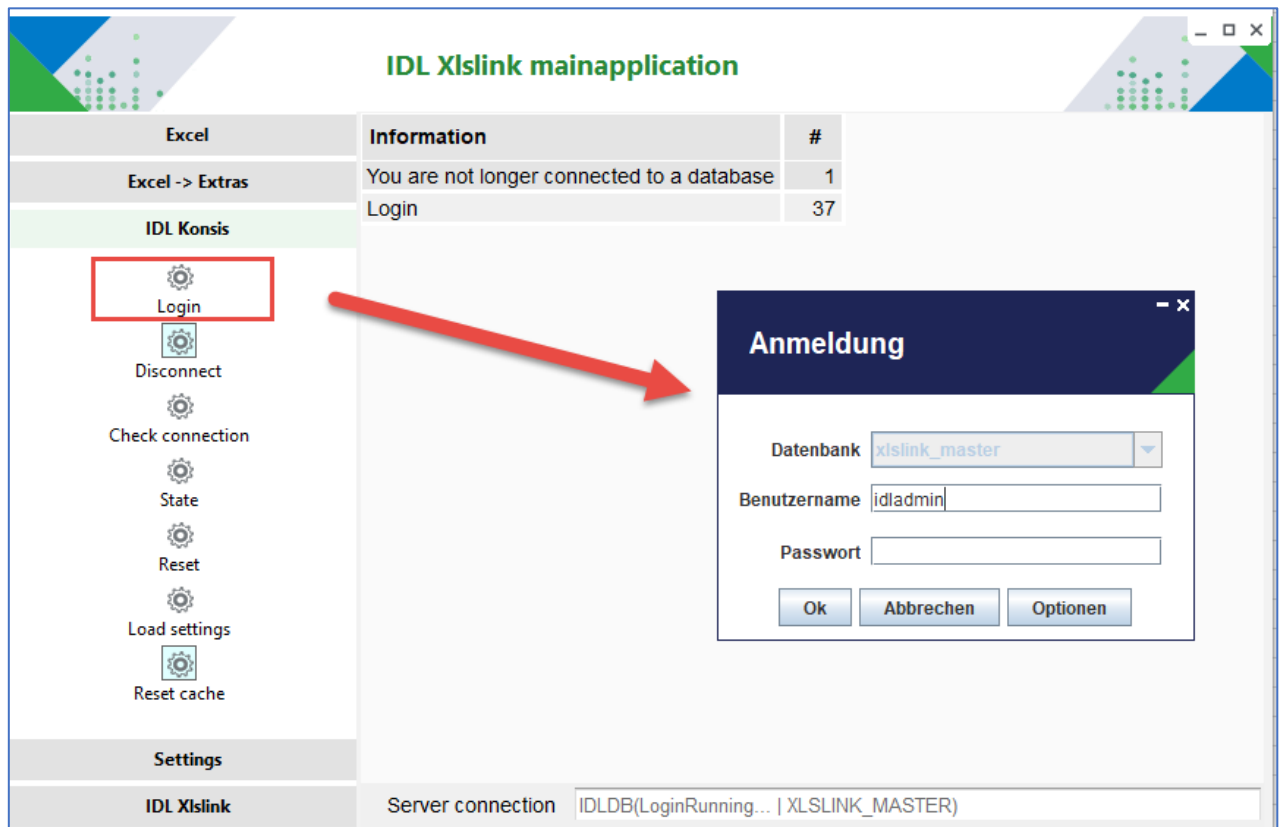 IDL Xlslink mainapplication
Excel
Excel -> Extras
IDL Konsis
Login
Disconnect
Check connection
State
Reset
Load settings
Reset cache
Settings
IDL Xlslink
Information #
You are not longer connected to a database 1
Login 37
Anmeldung
Datenbank xlslink_master
Benutzername idladmin
Passwort
Ok Abbrechen Optionen
Server connection IDLDB(LoginRunning... | XLSLINK_MASTER)